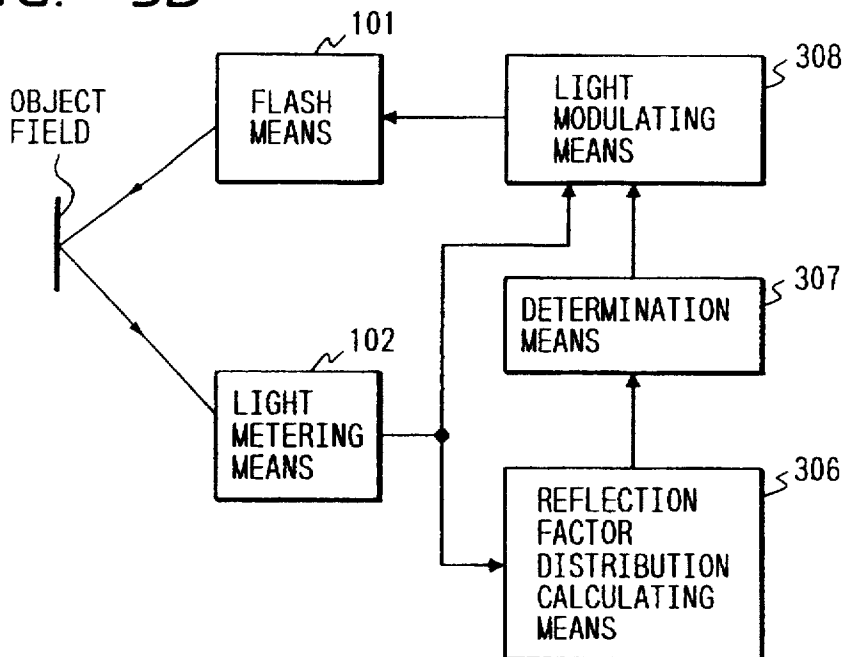 101
308
OBJECT
FIELD
FLASH
MEANS
LIGHT
MODULATING
MEANS
307
DETERMINATION
MEANS
102
LIGHT
METERING
MEANS
306
REFLECTION
FACTOR
DISTRIBUTION
CALCULATING
MEANS